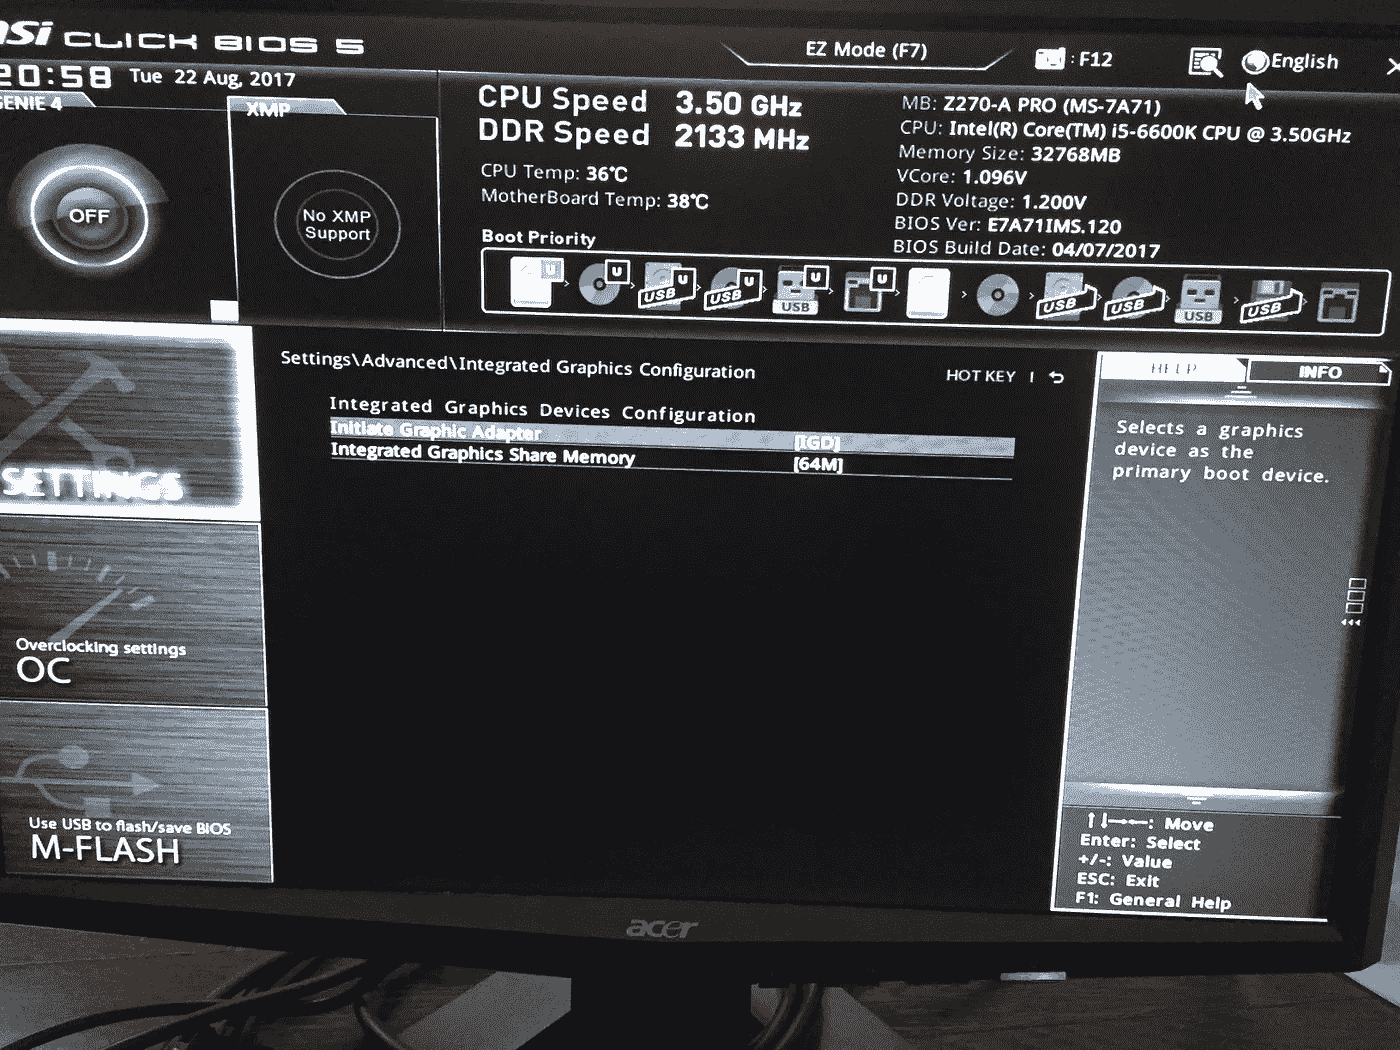 msi CLICK BIOS 5
EZ Mode (F7)
: F12
English
20:58 Tue 22 Aug, 2017
GENIE 4
XMP
OFF
No XMP
Support
CPU Speed 3.50 GHz
DDR Speed 2133 MHz
CPU Temp: 36°C
MotherBoard Temp: 38°C
MB: Z270-A PRO (MS-7A71)
CPU: Intel(R) Core(TM) i5-6600K CPU @ 3.50GHz
Memory Size: 32768MB
VCore: 1.096V
DDR Voltage: 1.200V
BIOS Ver: E7A71IMS.120
BIOS Build Date: 04/07/2017
Boot Priority
U U USB U USB U USB U U USB USB USB USB
Settings\Advanced\Integrated Graphics Configuration
HOT KEY |
HELP
INFO
Integrated Graphics Devices Configuration
Initiate Graphic Adapter [IGD]
Integrated Graphics Share Memory [64M]
Selects a graphics
device as the
primary boot device.
SETTINGS
Overclocking settings
OC
Use USB to flash/save BIOS
M-FLASH
↑↓→←: Move
Enter: Select
+/-: Value
ESC: Exit
F1: General Help
acer